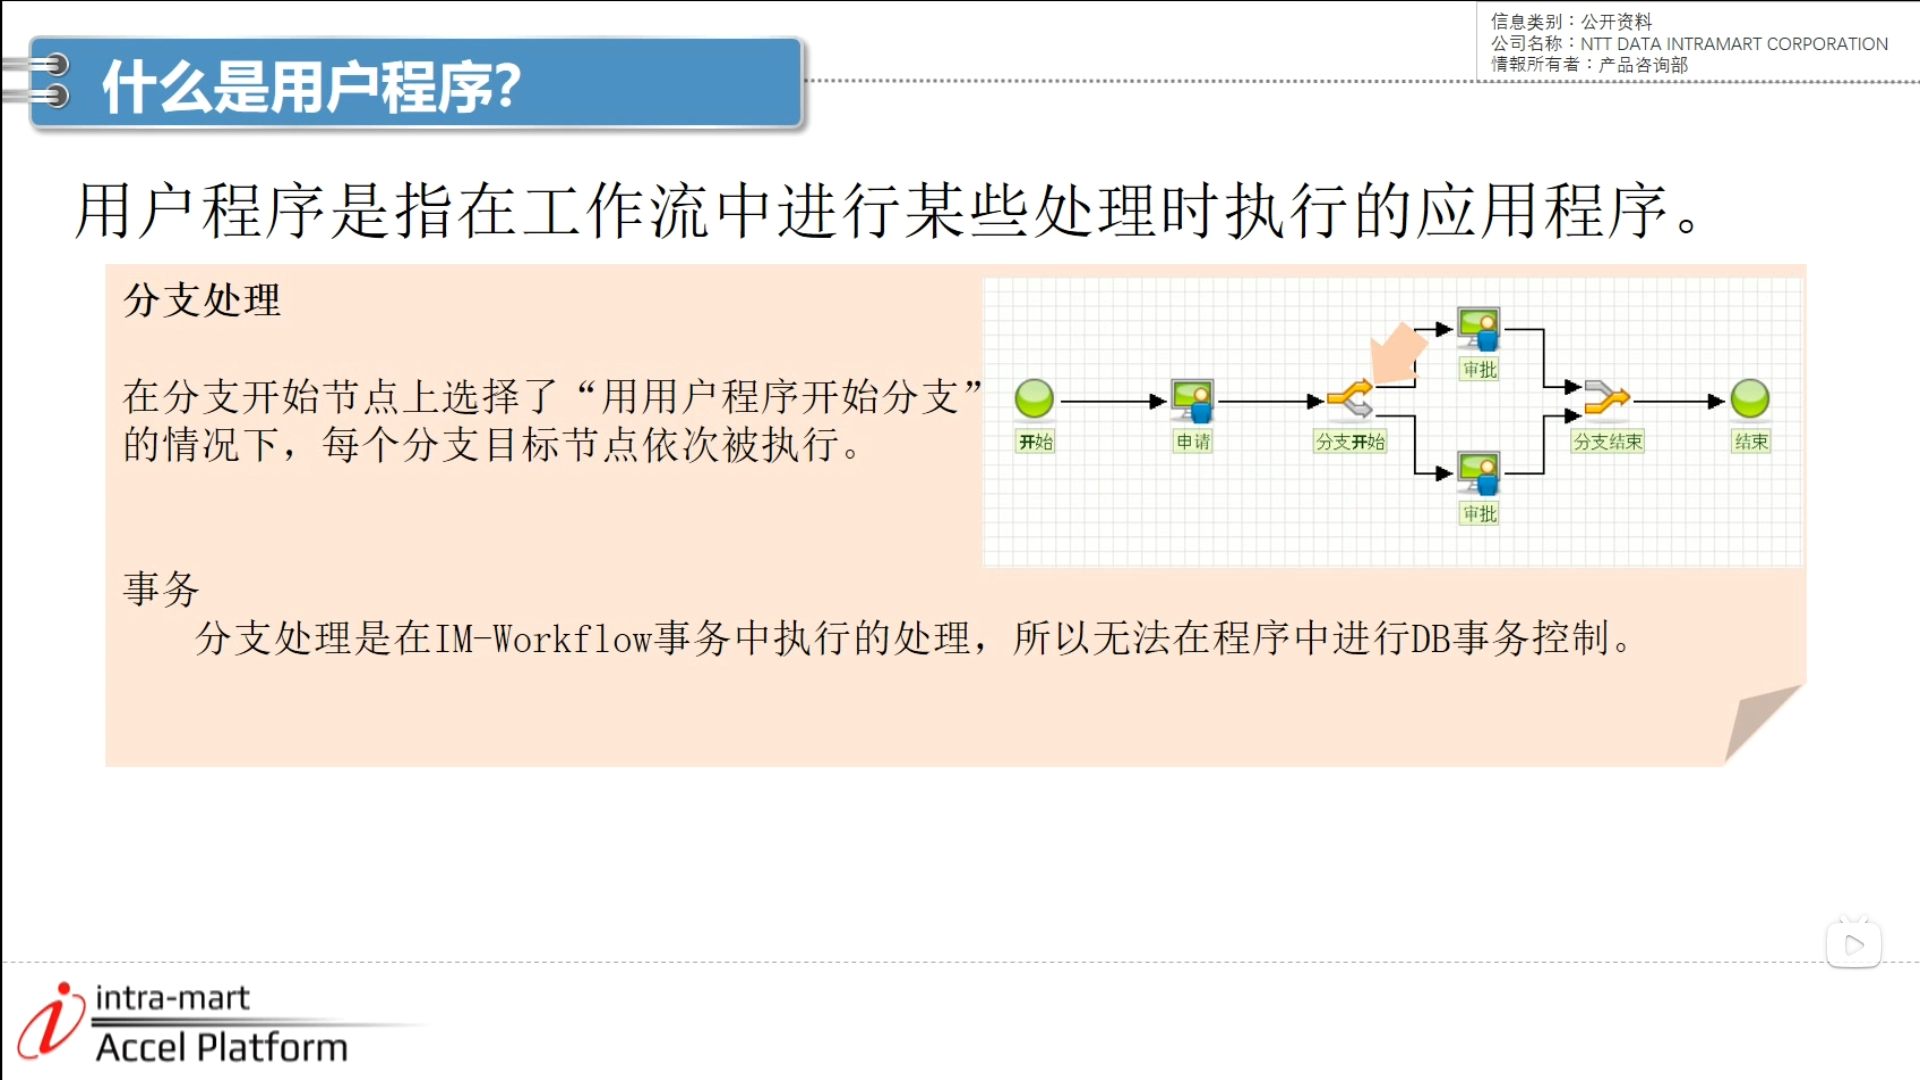 信息类别：公开资料
公司名称：NTT DATA INTRAMART CORPORATION
情報所有者：产品咨询部
什么是用户程序？
用户程序是指在工作流中进行某些处理时执行的应用程序。
分支处理
在分支开始节点上选择了“用用户程序开始分支”
的情况下，每个分支目标节点依次被执行。
审批
开始
申请
分支开始
分支结束
结束
审批
事务
分支处理是在IM-Workflow事务中执行的处理，所以无法在程序中进行DB事务控制。
intra-mart
Accel Platform